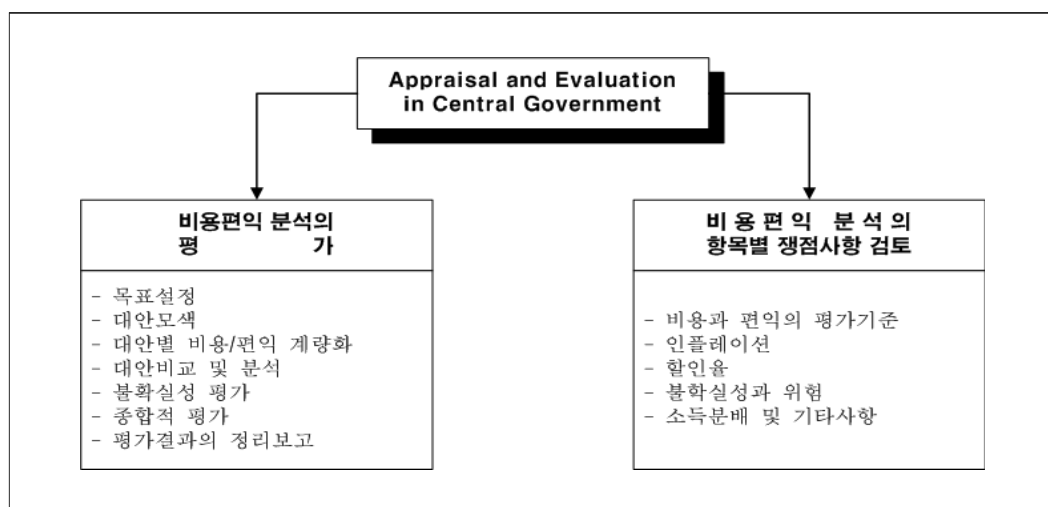 Appraisal and Evaluation
in Central Government
비용편익 분석의
평 가
- 목표설정
- 대안모색
- 대안별 비용/편익 계량화
- 대안비교 및 분석
- 불확실성 평가
- 종합적 평가
- 평가결과의 정리보고
비 용 편 익 분 석 의
항목별 쟁점사항 검토
- 비용과 편익의 평가기준
- 인플레이션
- 할인율
- 불학실성과 위험
- 소득분배 및 기타사항